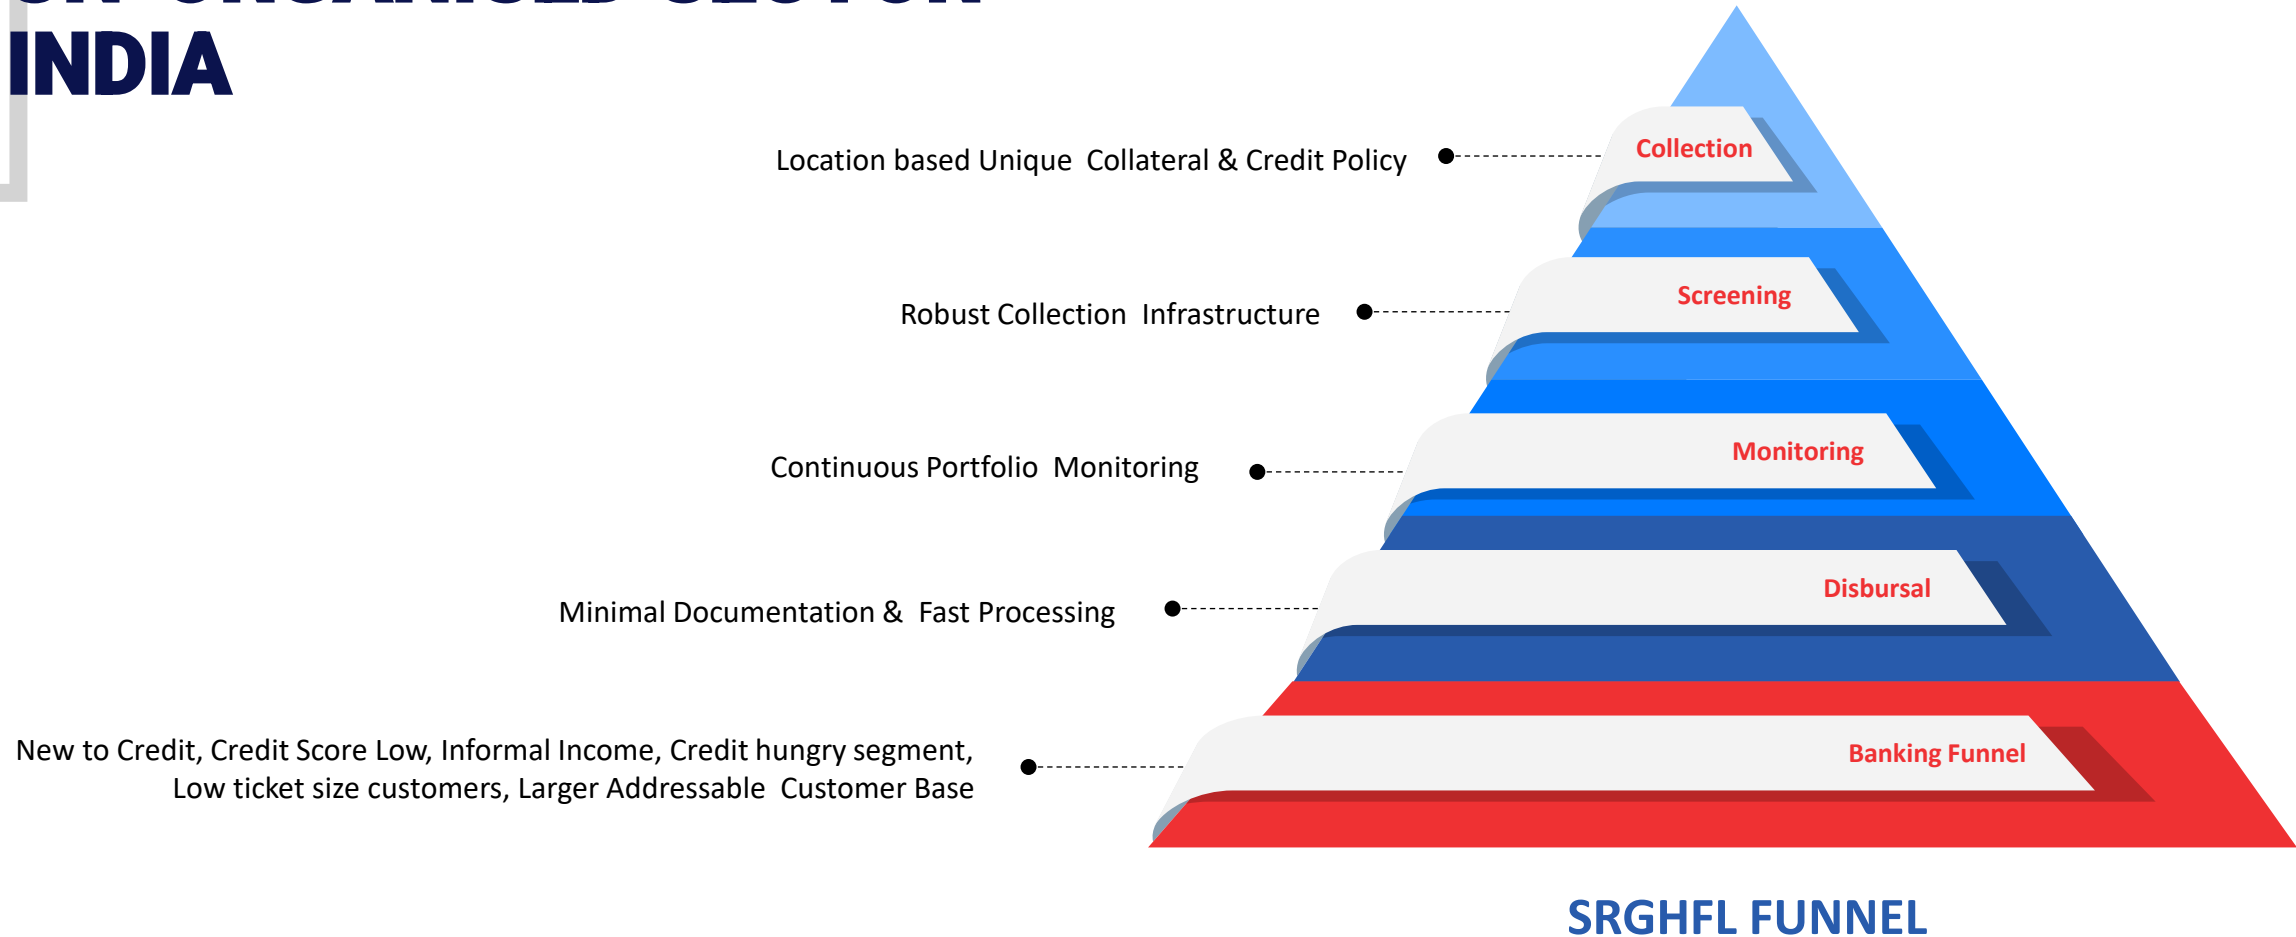 INDIA
Location based Unique Collateral & Credit Policy
Collection
Robust Collection Infrastructure
Screening
Continuous Portfolio Monitoring
Monitoring
Minimal Documentation & Fast Processing
Disbursal
New to Credit, Credit Score Low, Informal Income, Credit hungry segment,
Low ticket size customers, Larger Addressable Customer Base
Banking Funnel
SRGHFL FUNNEL